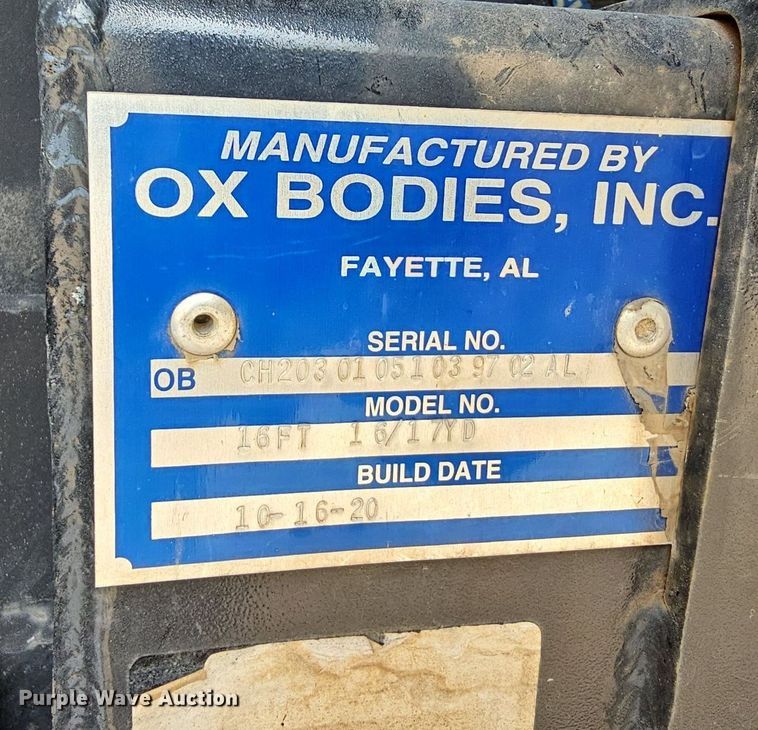 MANUFACTURED BY
OX BODIES, INC.
FAYETTE, AL
SERIAL NO.
OB CH203 01 05 1 03 97 02 AL
MODEL NO.
16FT 16/17YD
BUILD DATE
10-16-20
Purple Wave Auction